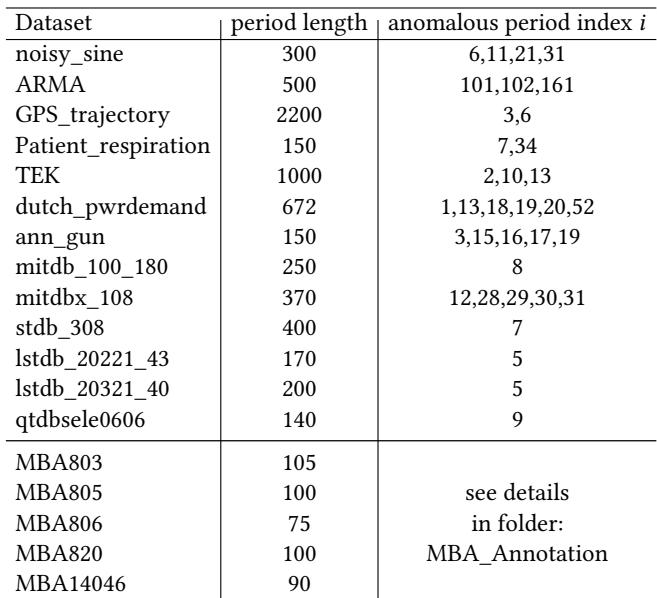 Dataset period length anomalous period index i
noisy_sine 300 6,11,21,31
ARMA 500 101,102,161
GPS_trajectory 2200 3,6
Patient_respiration 150 7,34
TEK 1000 2,10,13
dutch_pwrdemand 672 1,13,18,19,20,52
ann_gun 150 3,15,16,17,19
mitdb_100_180 250 8
mitdbx_108 370 12,28,29,30,31
stdb_308 400 7
lstdb_20221_43 170 5
lstdb_20321_40 200 5
qtdbsele0606 140 9
MBA803 105
MBA805 100 see details
MBA806 75 in folder:
MBA820 100 MBA_Annotation
MBA14046 90